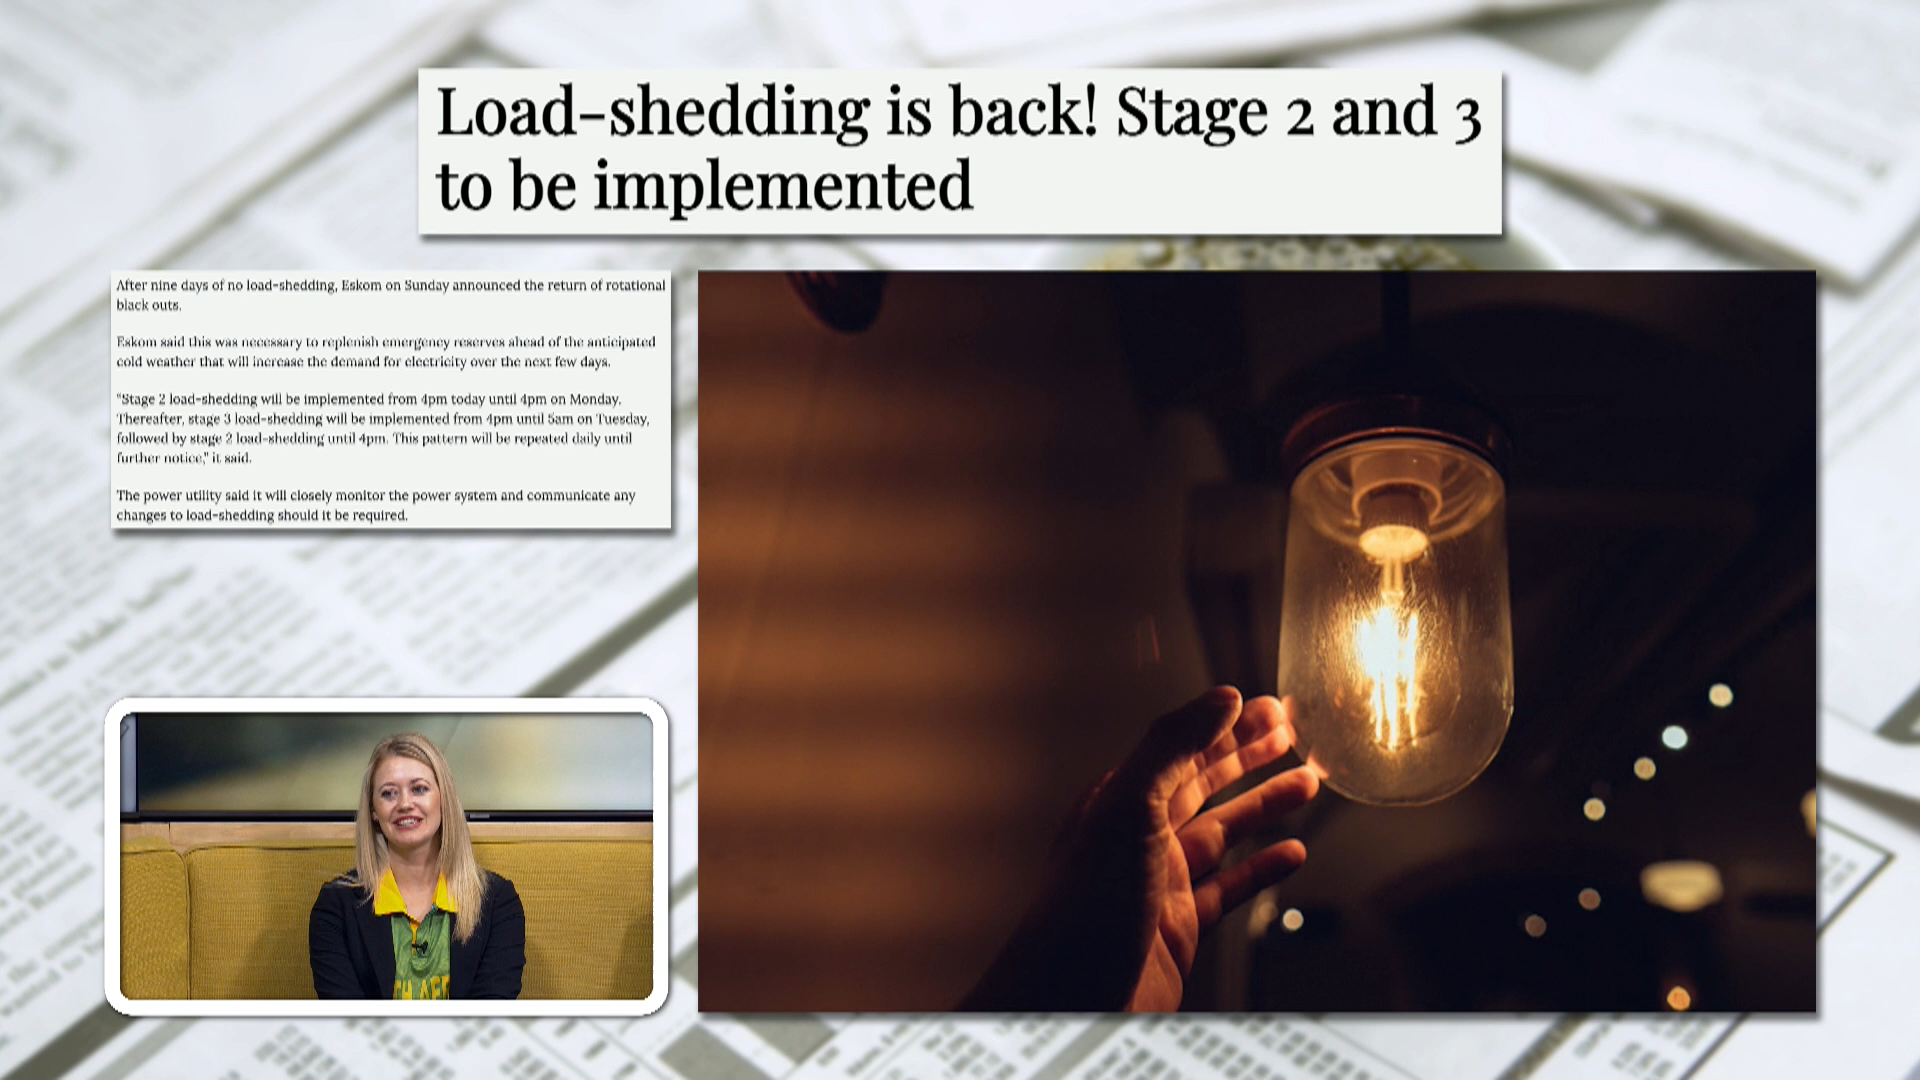 Load-shedding is back! Stage 2 and 3
to be implemented
After nine days of no load-shedding, Eskom on Sunday announced the return of rotational
black outs.
Eskom said this was necessary to replenish emergency reserves ahead of the anticipated
cold weather that will increase the demand for electricity over the next few days.
"Stage 2 load-shedding will be implemented from 4pm today until 4pm on Monday.
Thereafter, stage 3 load-shedding will be implemented from 4pm until 5am on Tuesday,
followed by stage 2 load-shedding until 4pm. This pattern will be repeated daily until
further notice," it said.
The power utility said it will closely monitor the power system and communicate any
changes to load-shedding should it be required.